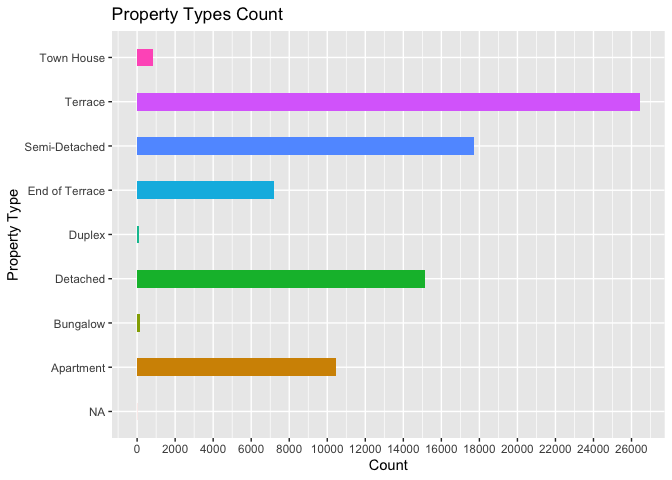 Property Types Count
Property Type
Town House
Terrace
Semi-Detached
End of Terrace
Duplex
Detached
Bungalow
Apartment
NA
0 2000 4000 6000 8000 10000 12000 14000 16000 18000 20000 22000 24000 26000
Count